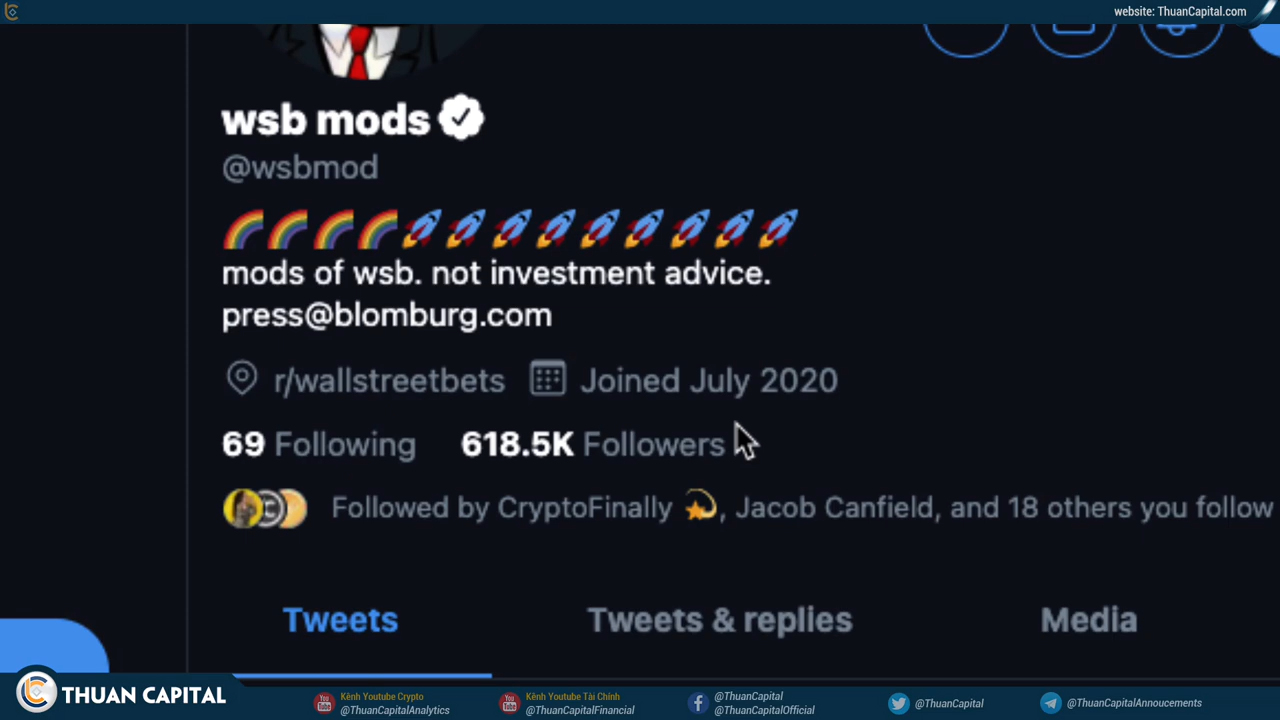 website: ThuanCapital.com
wsb mods
@wsbmod
mods of wsb. not investment advice.
press@blomburg.com
r/wallstreetbets Joined July 2020
69 Following 618.5K Followers
Followed by CryptoFinally , Jacob Canfield, and 18 others you follow
Tweets Tweets & replies Media
THUAN CAPITAL
Kênh Youtube Crypto
@ThuanCapitalAnalytics
Kênh Youtube Tài Chính
@ThuanCapitalFinancial
@ThuanCapital
@ThuanCapitalOfficial
@ThuanCapital
@ThuanCapitalAnnoucements